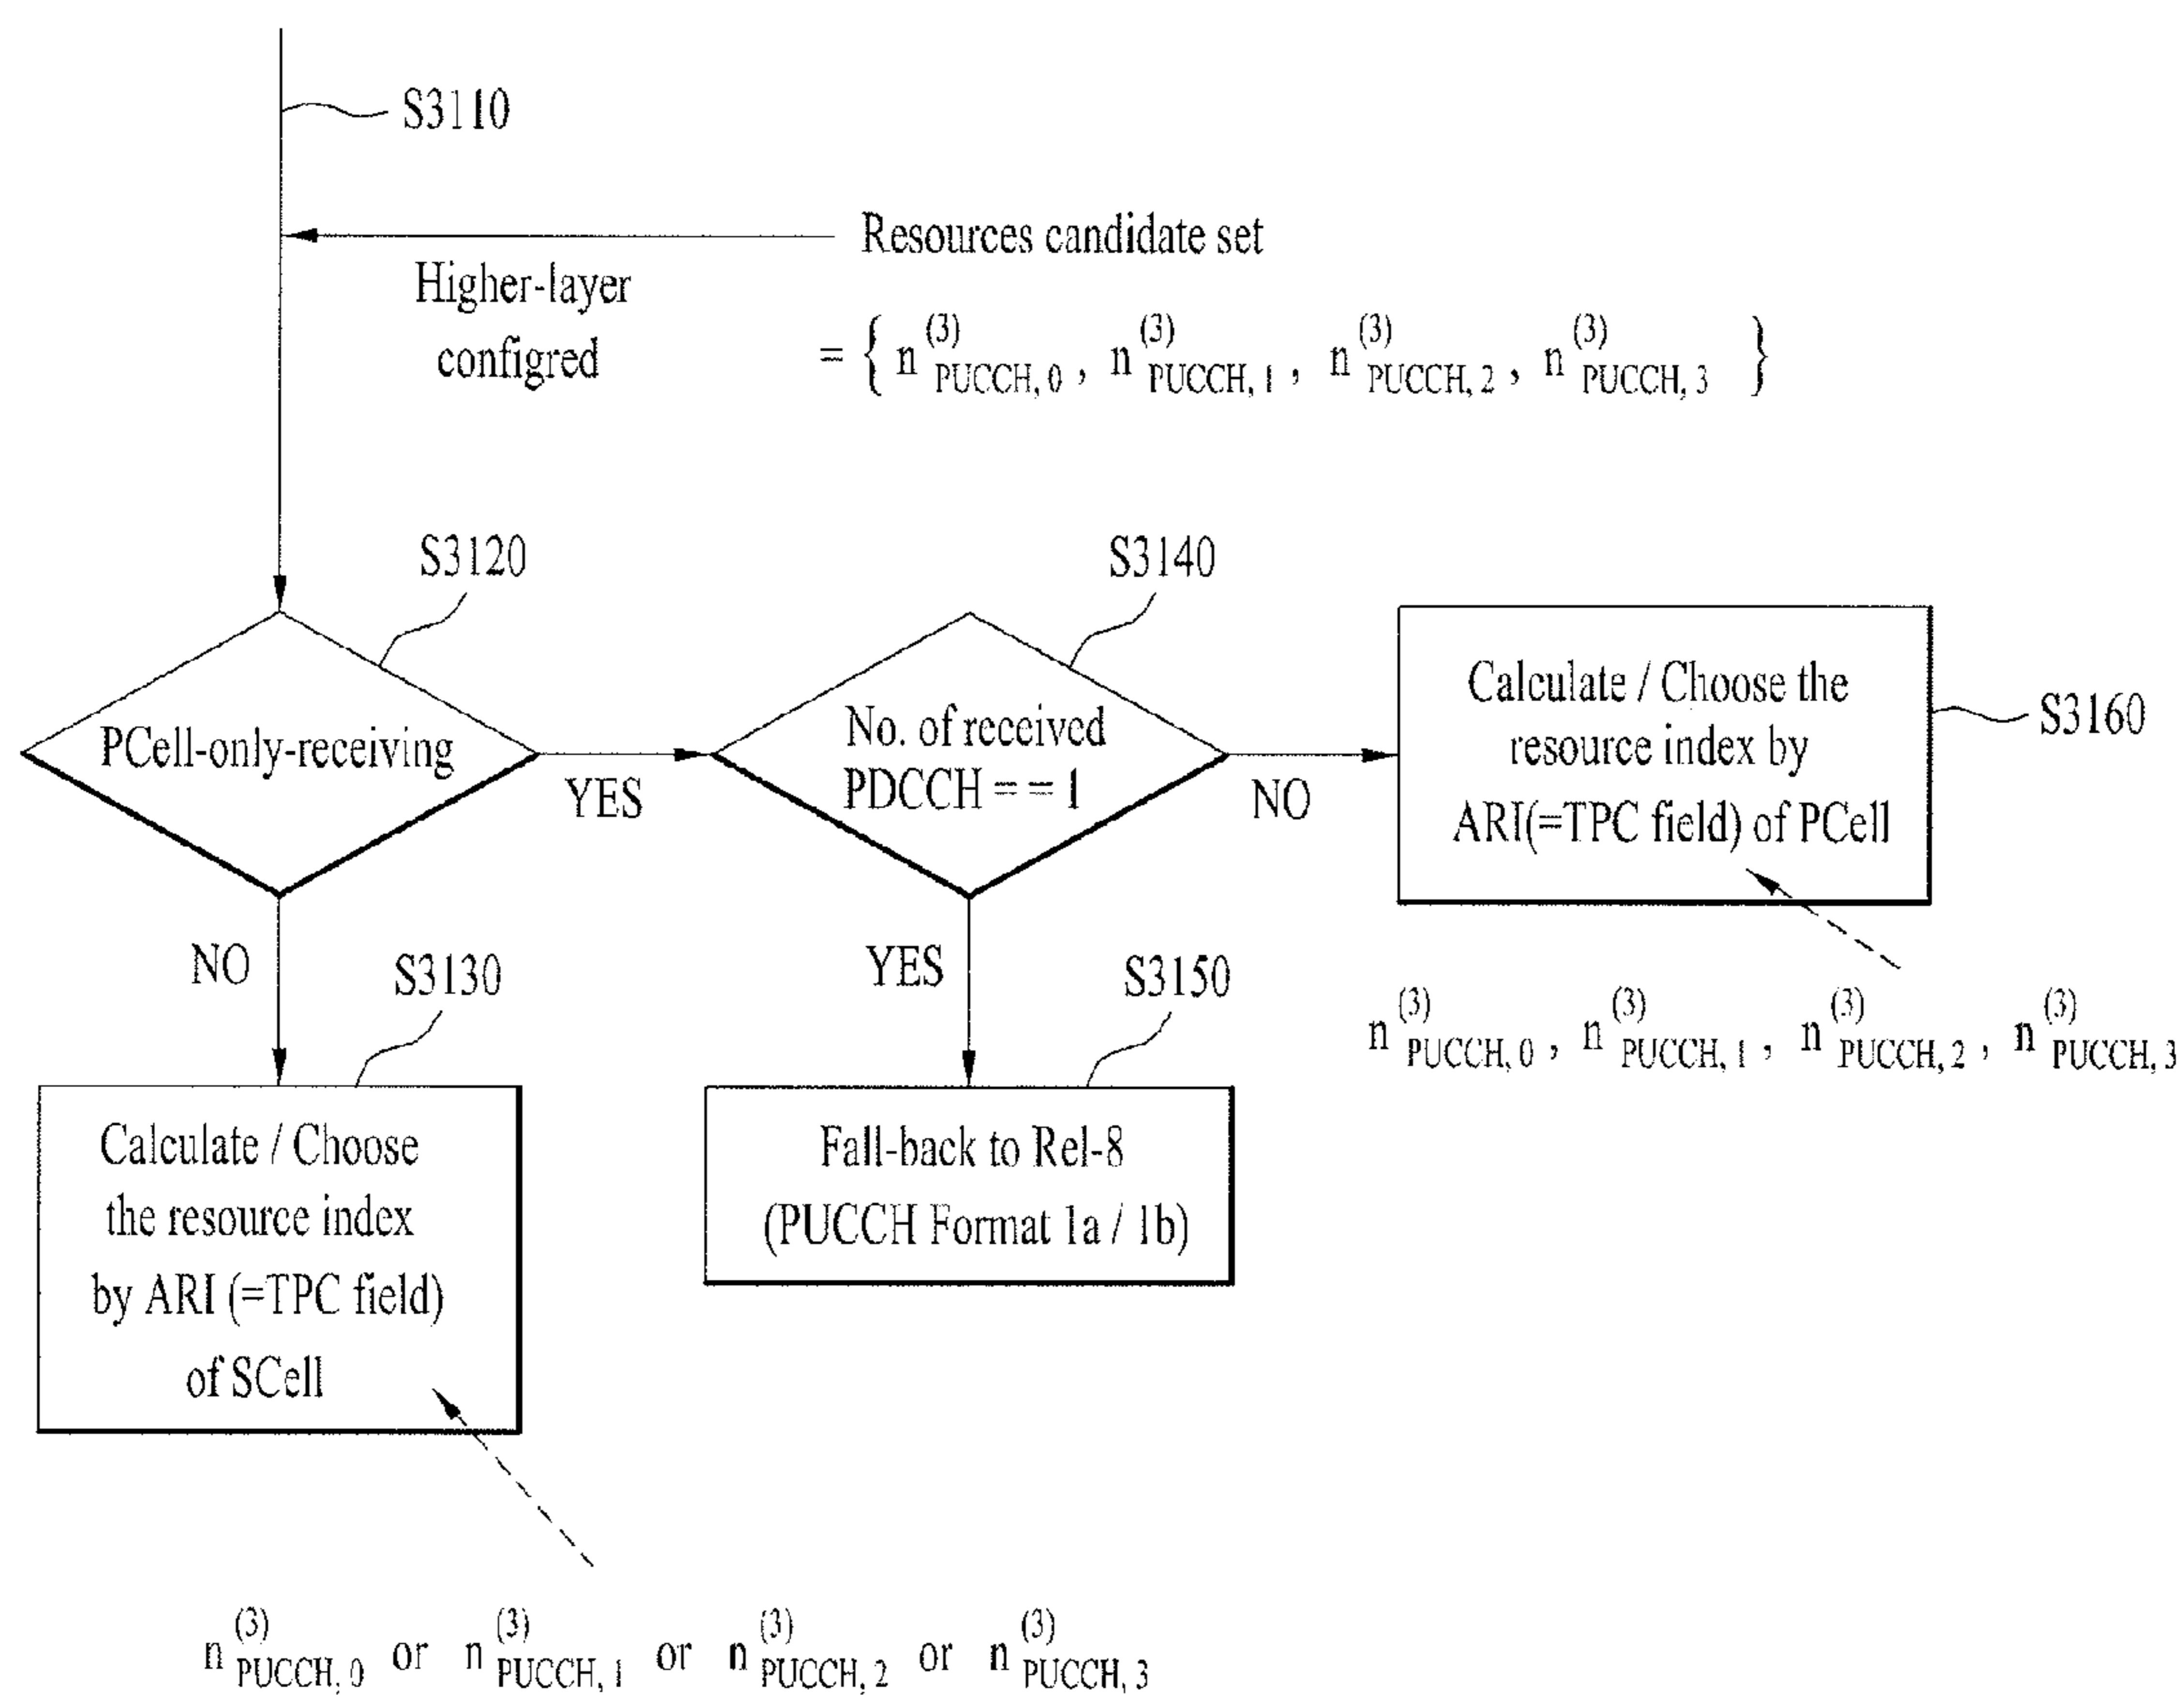 S3110
Resources candidate set
Higher-layer
configred
= { n(3)PUCCH, 0 , n(3)PUCCH, 1 , n(3)PUCCH, 2 , n(3)PUCCH, 3 }
S3120
S3140
PCell-only-receiving
YES
No. of received
PDCCH = = 1
NO
Calculate / Choose the
resource index by
ARI(=TPC field) of PCell
S3160
n(3)PUCCH, 0 , n(3)PUCCH, 1 , n(3)PUCCH, 2 , n(3)PUCCH, 3
NO
S3130
YES
S3150
Calculate / Choose
the resource index
by ARI (=TPC field)
of SCell
Fall-back to Rel-8
(PUCCH Format 1a / 1b)
n(3)PUCCH, 0 or n(3)PUCCH, 1 or n(3)PUCCH, 2 or n(3)PUCCH, 3